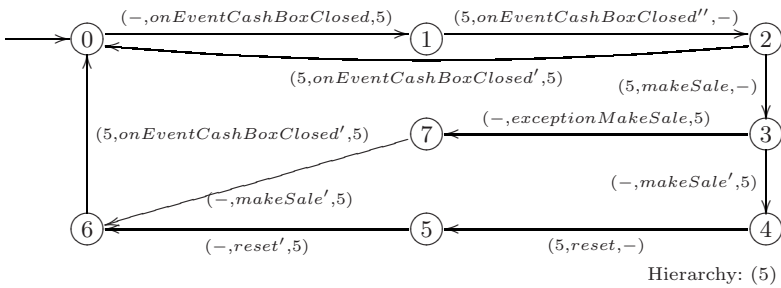 (−,onEventCashBoxClosed,5) (5,onEventCashBoxClosed′′,−)
0 1 2
(5,onEventCashBoxClosed′,5) (5,makeSale,−)
(5,onEventCashBoxClosed′,5) 7 (−,exceptionMakeSale,5) 3
(−,makeSale′,5) (−,makeSale′,5)
6 5 4
(−,reset′,5) (5,reset,−)
Hierarchy: (5)